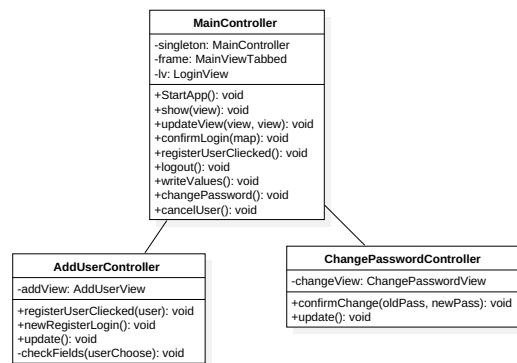 MainController
-singleton: MainController
-frame: MainViewTabbed
-lv: LoginView
+StartApp(): void
+show(view): void
+updateView(view, view): void
+confirmLogin(map): void
+registerUserCliecked(): void
+logout(): void
+writeValues(): void
+changePassword(): void
+cancelUser(): void
AddUserController
-addView: AddUserView
+registerUserCliecked(user): void
+newRegisterLogin(): void
+update(): void
-checkFields(userChoose): void
ChangePasswordController
-changeView: ChangePasswordView
+confirmChange(oldPass, newPass): void
+update(): void